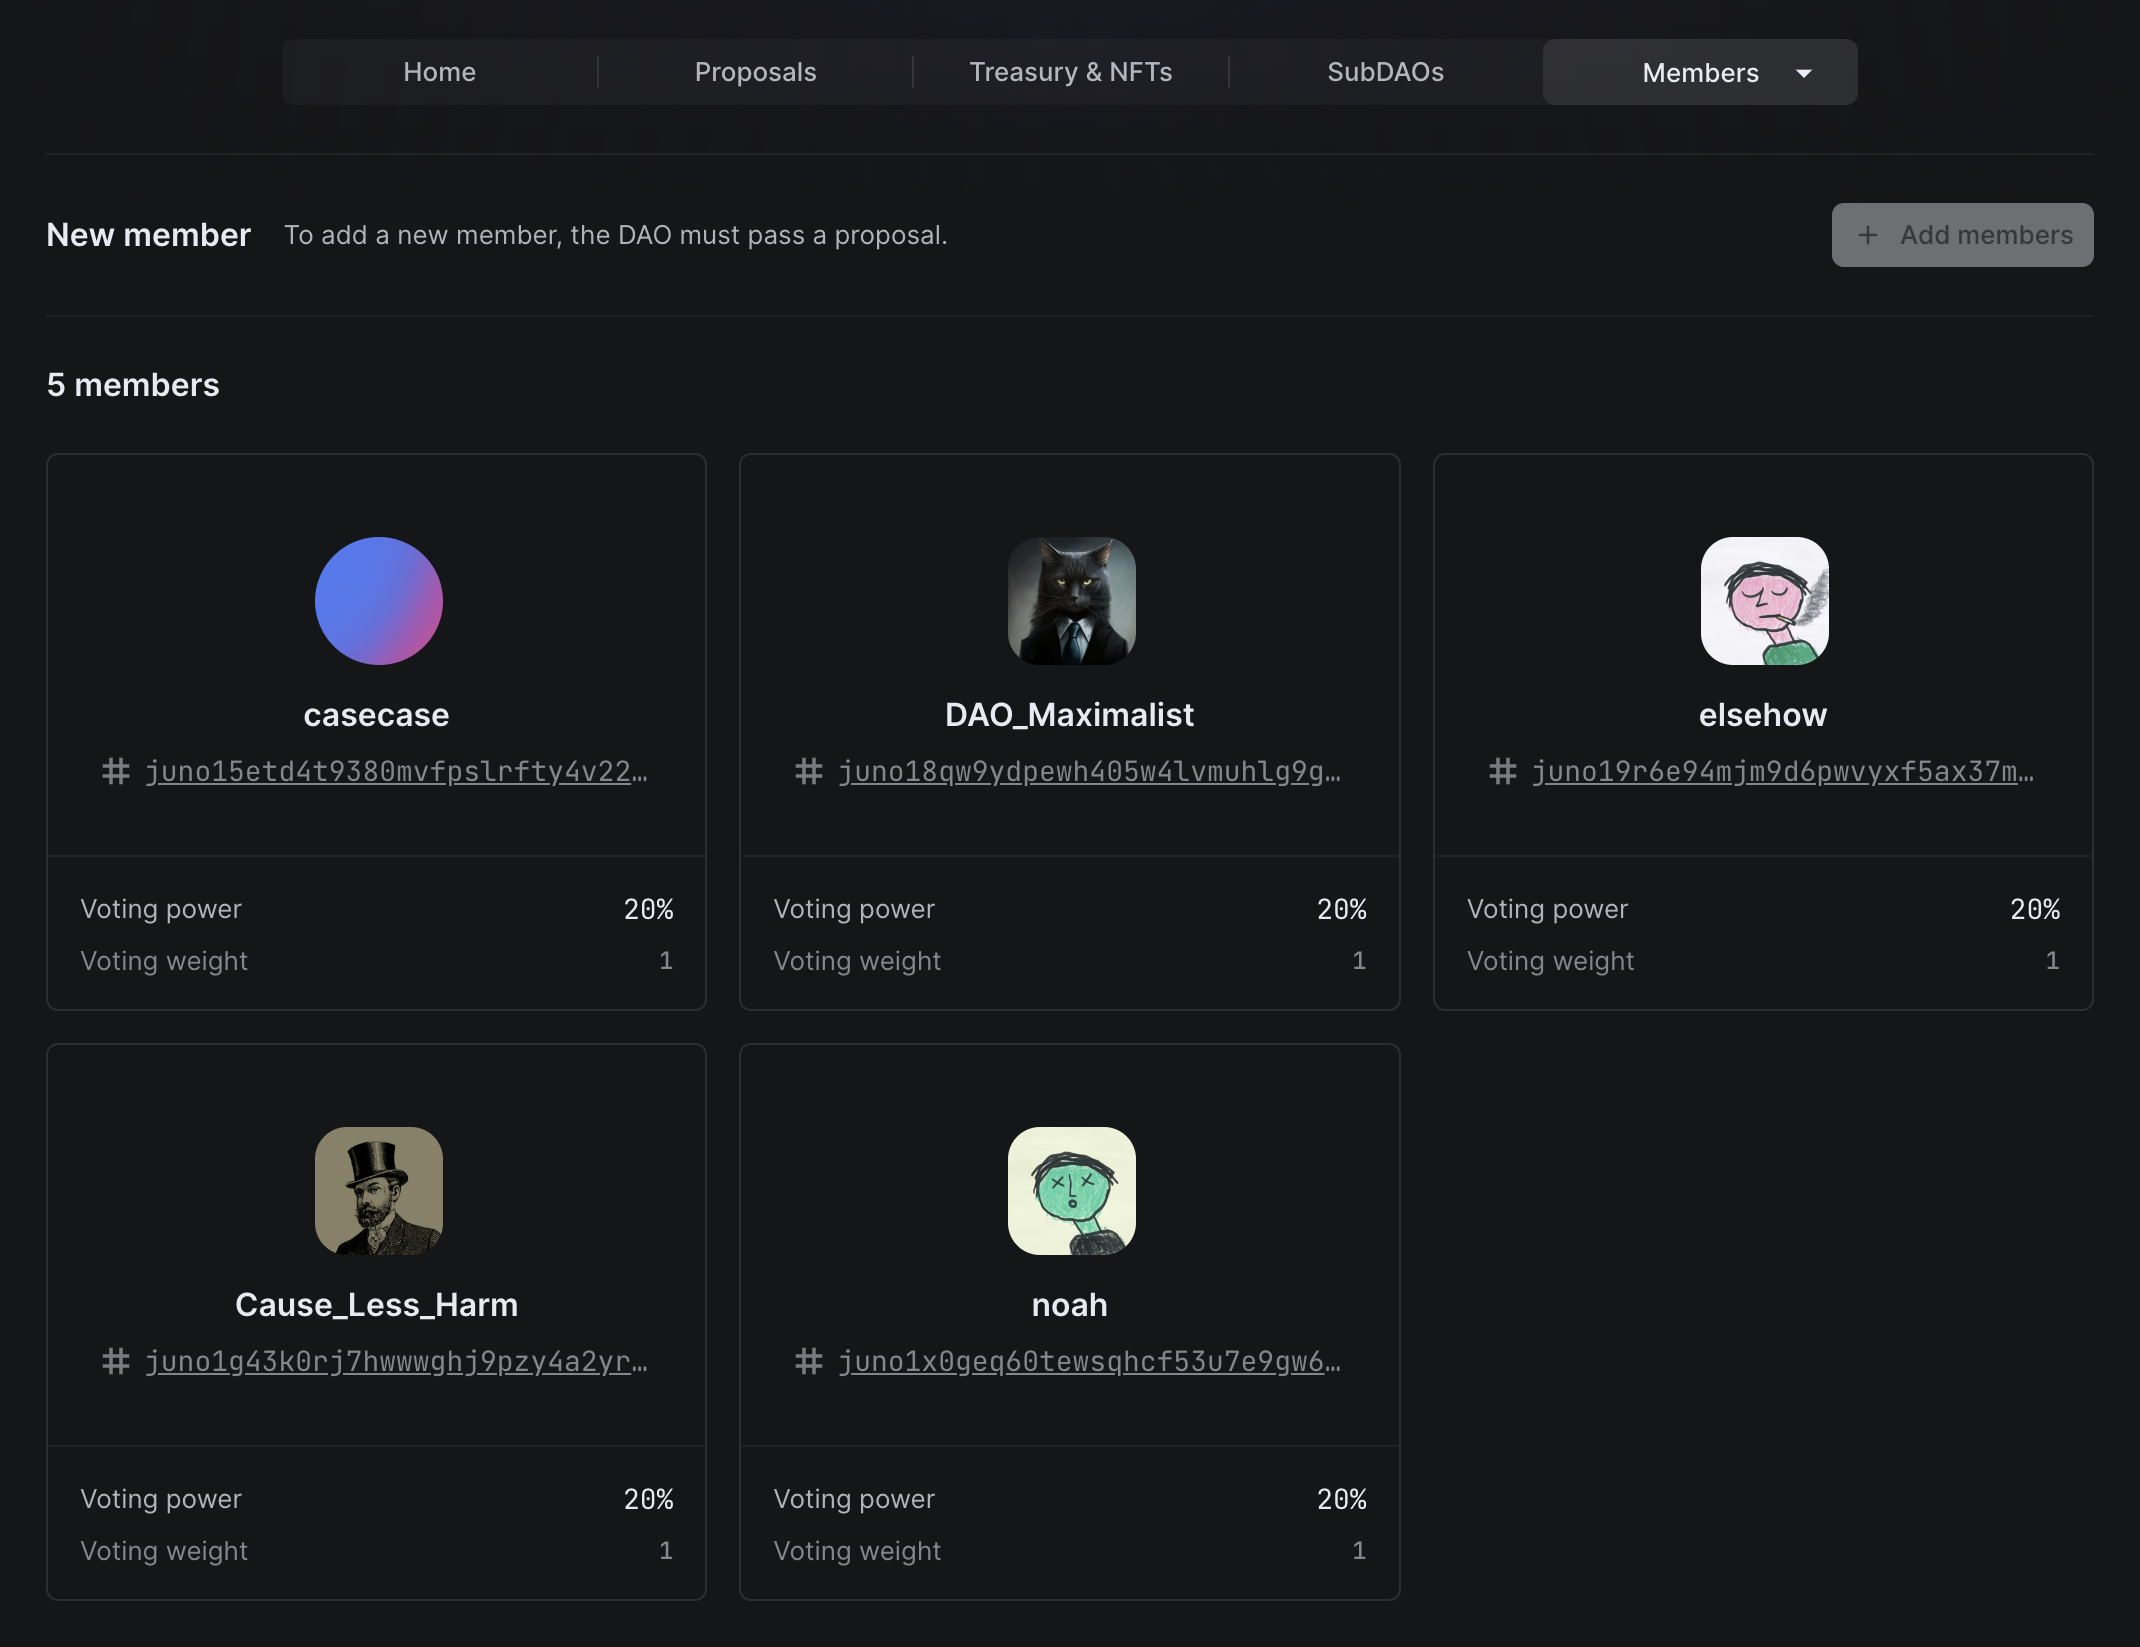 Home
Proposals
Treasury & NFTs
SubDAOs
Members
New member
To add a new member, the DAO must pass a proposal.
Add members
5 members
casecase
juno15etd4t9380mvfpslrfty4v22…
Voting power 20%
Voting weight 1
DAO_Maximalist
juno18qw9ydpewh405w4lvmuhlg9g…
Voting power 20%
Voting weight 1
elsehow
juno19r6e94mjm9d6pwvyxf5ax37m…
Voting power 20%
Voting weight 1
Cause_Less_Harm
juno1g43k0rj7hwwwghj9pzy4a2yr…
Voting power 20%
Voting weight 1
noah
juno1x0geq60tewsqhcf53u7e9gw6…
Voting power 20%
Voting weight 1